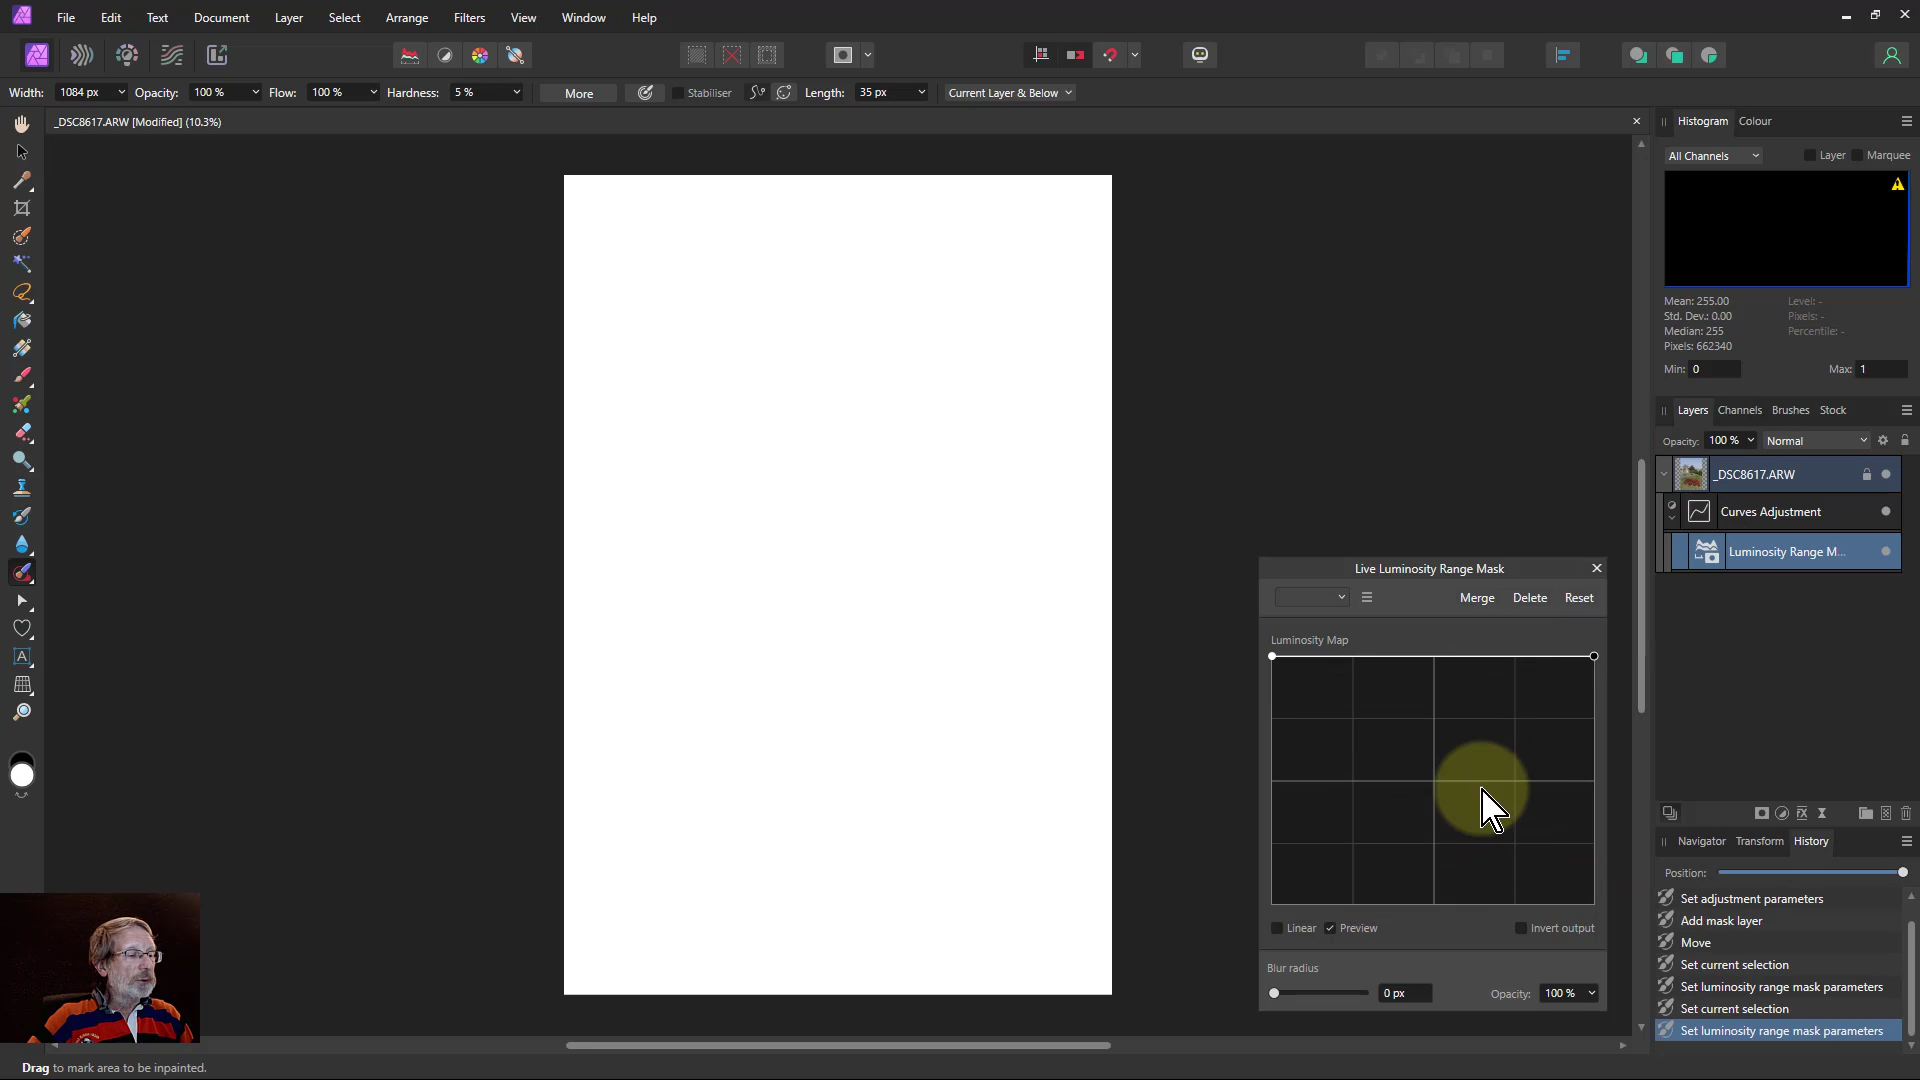 File Edit Text Document Layer Select Arrange Filters View Window Help
Width: 1084 px Opacity: 100 % Flow: 100 % Hardness: 5 % More Stabiliser Length: 35 px Current Layer & Below
_DSC8617.ARW [Modified] (10.3%)
Histogram Colour
All Channels Layer Marquee
Mean: 255.00 Level: -
Std. Dev.: 0.00 Pixels: -
Median: 255 Percentile: -
Pixels: 662340
Min: 0 Max: 1
Layers Channels Brushes Stock
Opacity: 100 % Normal
_DSC8617.ARW
Curves Adjustment
Luminosity Range M...
Live Luminosity Range Mask
Merge Delete Reset
Luminosity Map
Linear Preview Invert output
Blur radius
0 px Opacity: 100 %
Navigator Transform History
Position:
Set adjustment parameters
Add mask layer
Move
Set current selection
Set luminosity range mask parameters
Set current selection
Set luminosity range mask parameters
Drag to mark area to be inpainted.